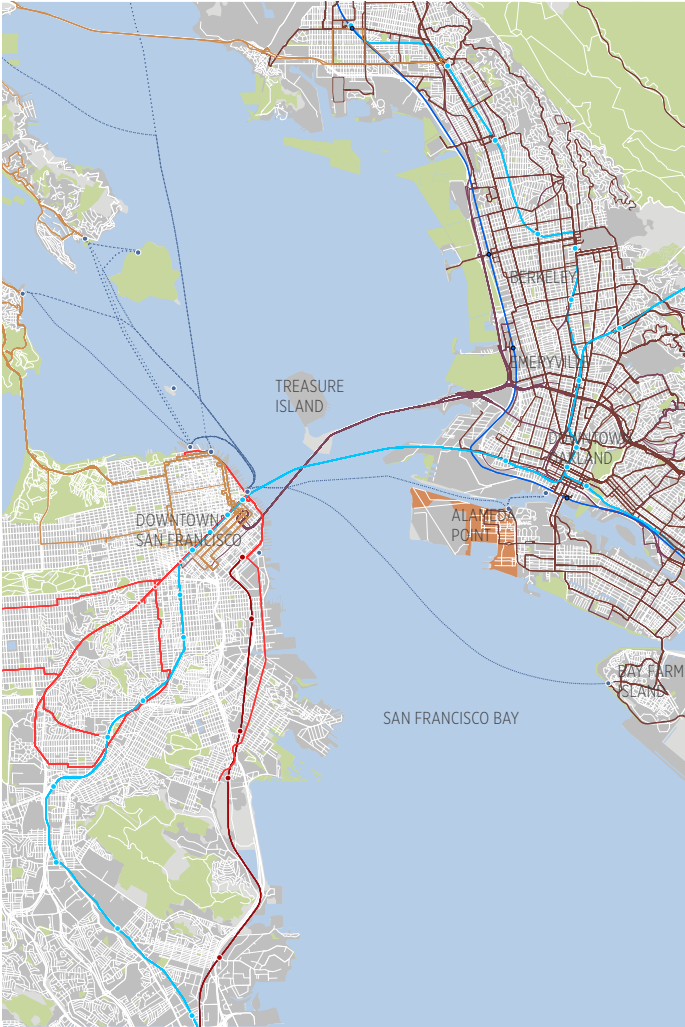 BERKELEY
EMERYVILLE
TREASURE
ISLAND
DOWNTOWN
OAKLAND
ALAMEDA
POINT
DOWNTOWN
SAN FRANCISCO
BAY FARM
ISLAND
SAN FRANCISCO BAY